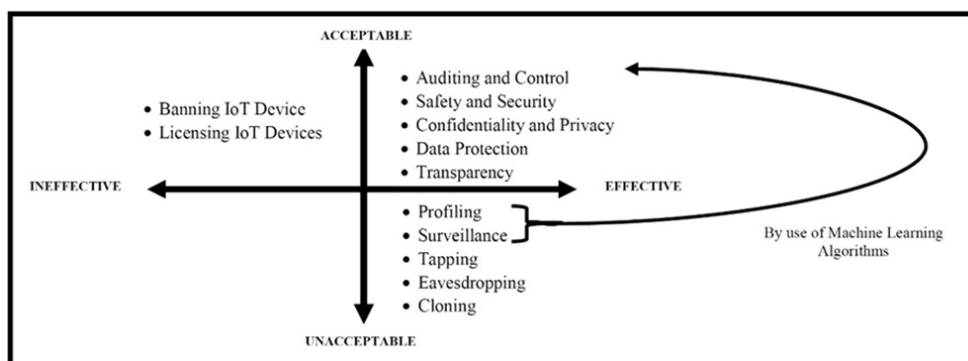 ACCEPTABLE
• Banning IoT Device
• Licensing IoT Devices
• Auditing and Control
• Safety and Security
• Confidentiality and Privacy
• Data Protection
• Transparency
INEFFECTIVE
EFFECTIVE
• Profiling
• Surveillance
• Tapping
• Eavesdropping
• Cloning
By use of Machine Learning
Algorithms
UNACCEPTABLE